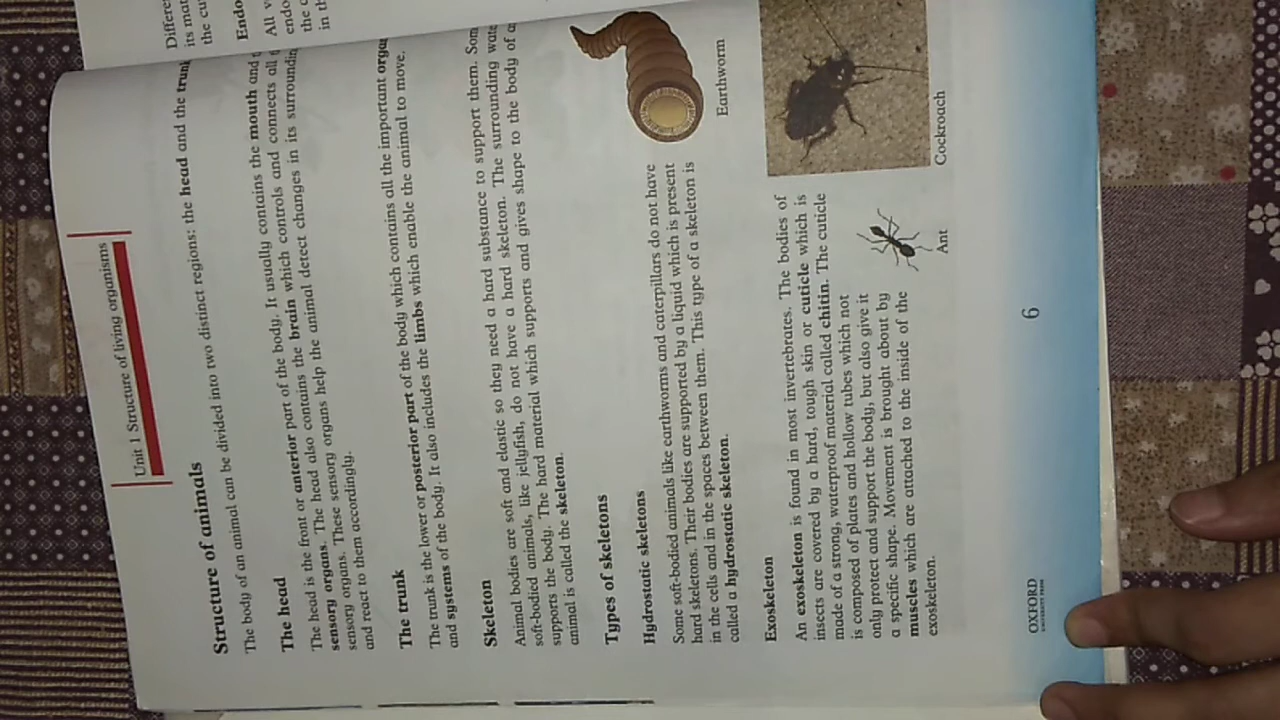 Unit 1 Structure of living organisms
Structure of animals
The body of an animal can be divided into two distinct regions: the head and the
The head
The head is the front or anterior part of the body. It usually contains the mouth and
sensory organs. The head also contains the brain which controls and connects all
sensory organs. These sensory organs help the animal detect changes in its
and react to them accordingly.
The trunk
The trunk is the lower or posterior part of the body which contains all the important
and systems of the body. It also includes the limbs which enable the animal to move.
Skeleton
Animal bodies are soft and elastic so they need a hard substance to support them.
soft-bodied animals, like jellyfish, do not have a hard skeleton. The surrounding
supports the body. The hard material which supports and gives shape to the body of
animal is called the skeleton.
Types of skeletons
Hydrostatic skeletons
Some soft-bodied animals like earthworms and caterpillars do not have
hard skeletons. Their bodies are supported by a liquid which is present
in the cells and in the spaces between them. This type of a skeleton is
called a hydrostatic skeleton.
Earthworm
Exoskeleton
An exoskeleton is found in most invertebrates. The bodies of
insects are covered by a hard, tough skin or cuticle which is
made of a strong, waterproof material called chitin. The cuticle
is composed of plates and hollow tubes which not
only protect and support the body, but also give it
a specific shape. Movement is brought about by
muscles which are attached to the inside of the
exoskeleton.
Ant
Cockroach
OXFORD
UNIVERSITY PRESS
6
Endo
All
endo
the
in
its
the